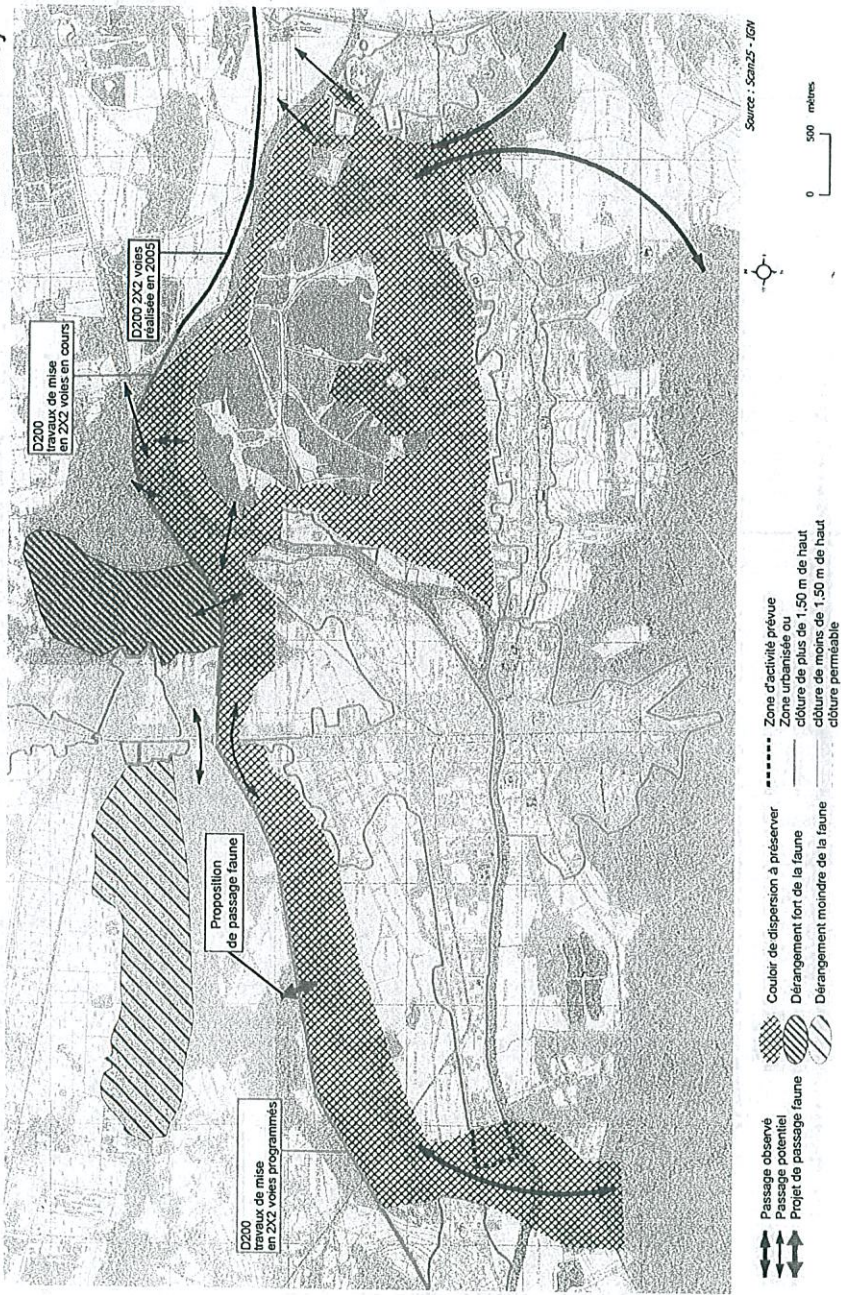 D200
travaux de mise
en 2X2 voies en cours
D200 2X2 voies
réalisée en 2005
Proposition
de passage faune
D200
travaux de mise
en 2X2 voies programmés
Source : Scan25 - IGN
0 500 mètres
Passage observé
Passage potentiel
Projet de passage faune
Couloir de dispersion à préserver
Dérangement fort de la faune
Dérangement moindre de la faune
Zone d'activité prévue
Zone urbanisée ou
clôture de plus de 1,50 m de haut
clôture de moins de 1,50 m de haut
clôture perméable